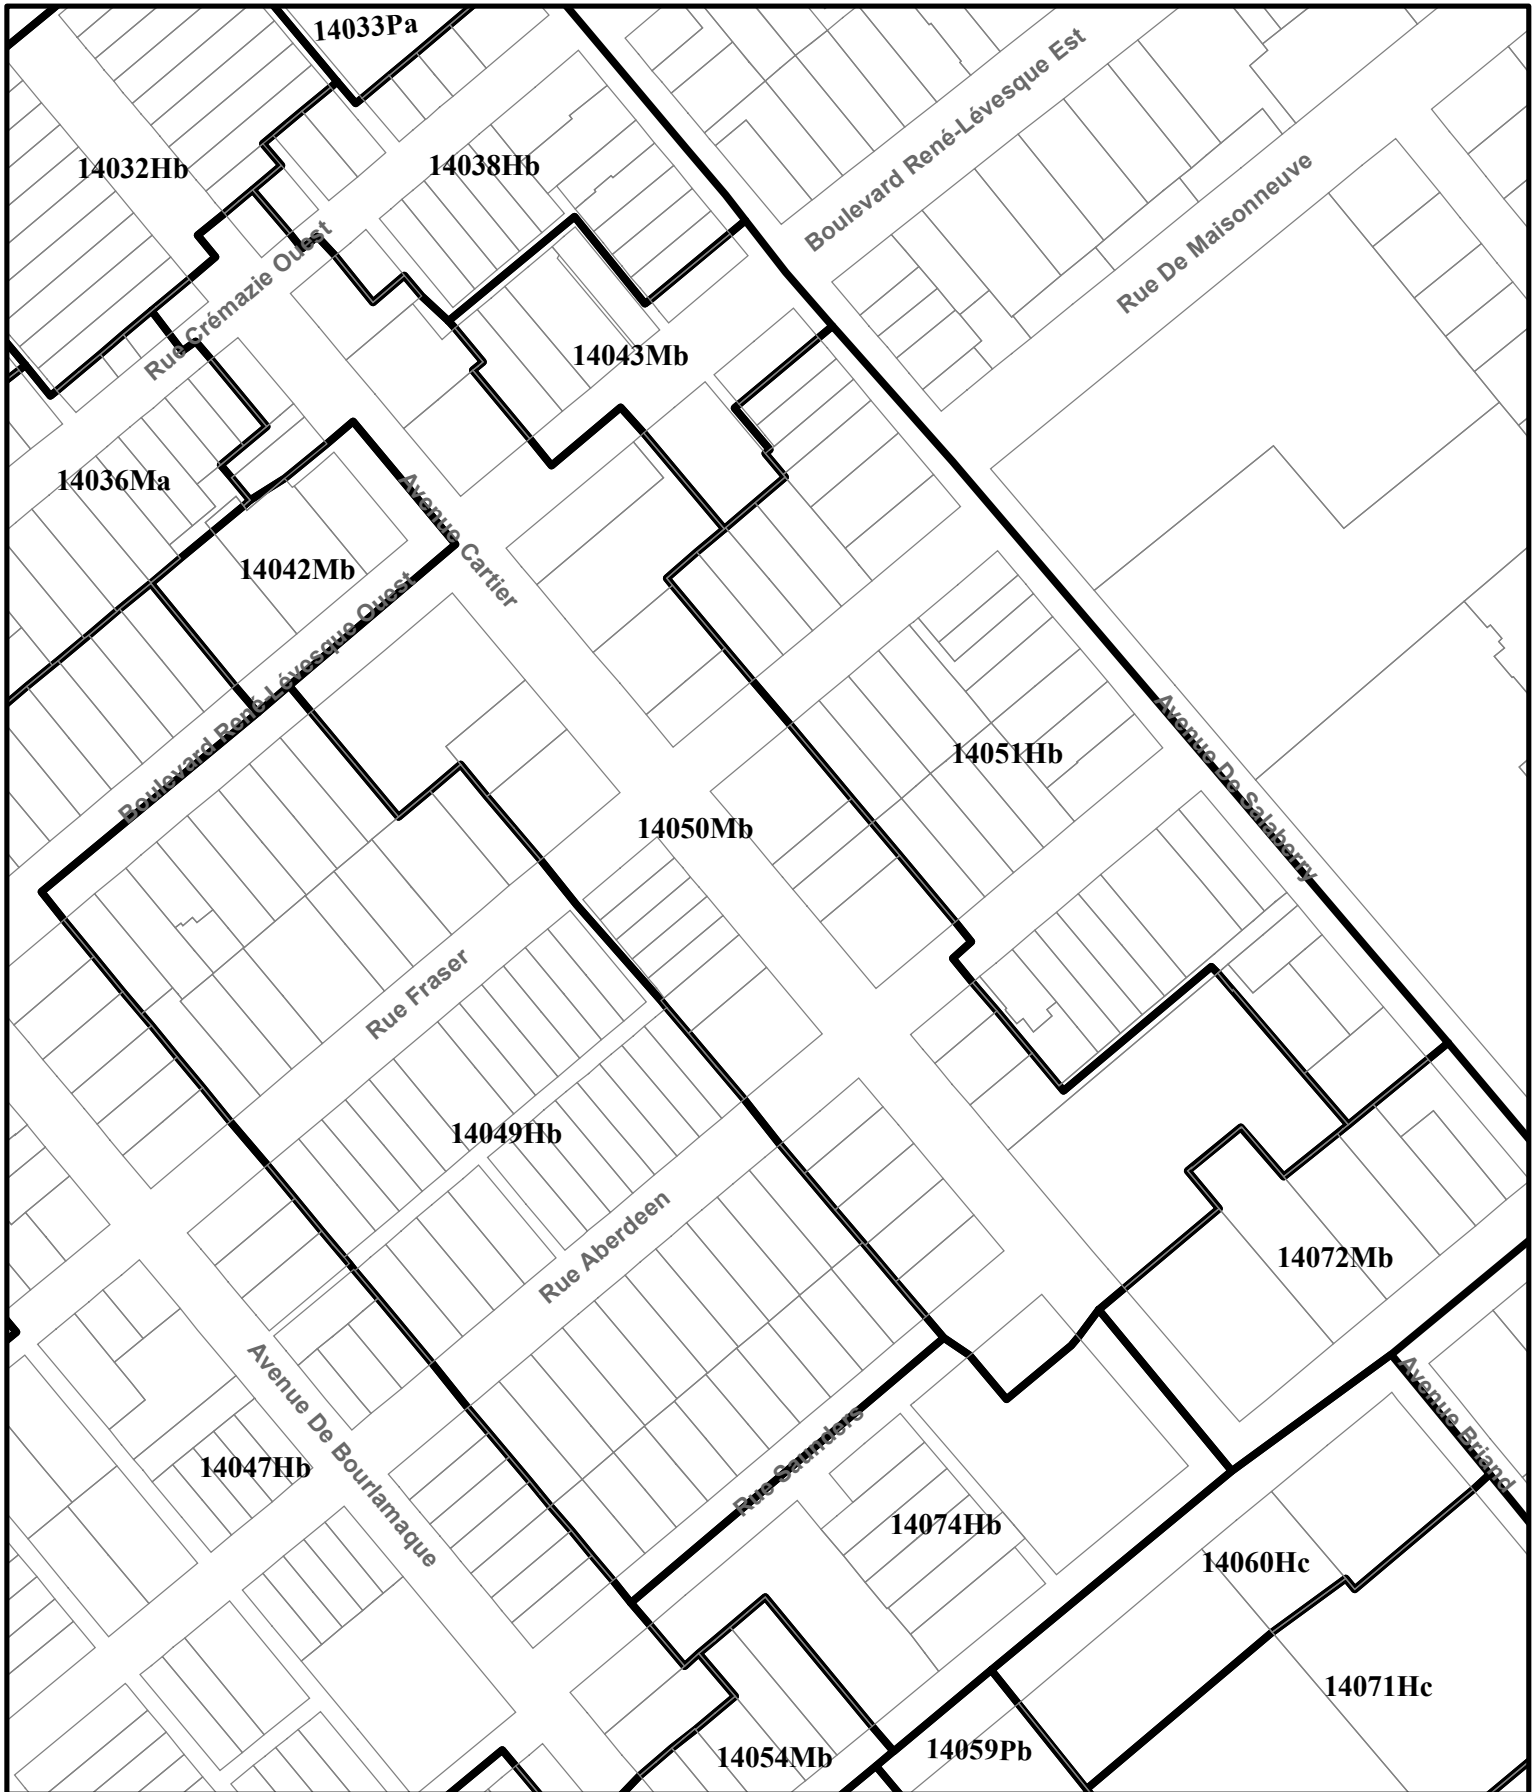 14033Pa
Boulevard René-Lévesque Est
14032Hb
14038Hb
Rue De Maisonneuve
Rue Crémazie Ouest
14043Mb
14036Ma
Avenue Cartier
14042Mb
Boulevard René-Lévesque Ouest
14051Hb
Avenue De Salaberry
14050Mb
Rue Fraser
14049Hb
Rue Aberdeen
14072Mb
Avenue De Bourlamaque
Avenue Briand
Rue Saunders
14047Hb
14074Hb
14060Hc
14071Hc
14059Pb
14054Mb